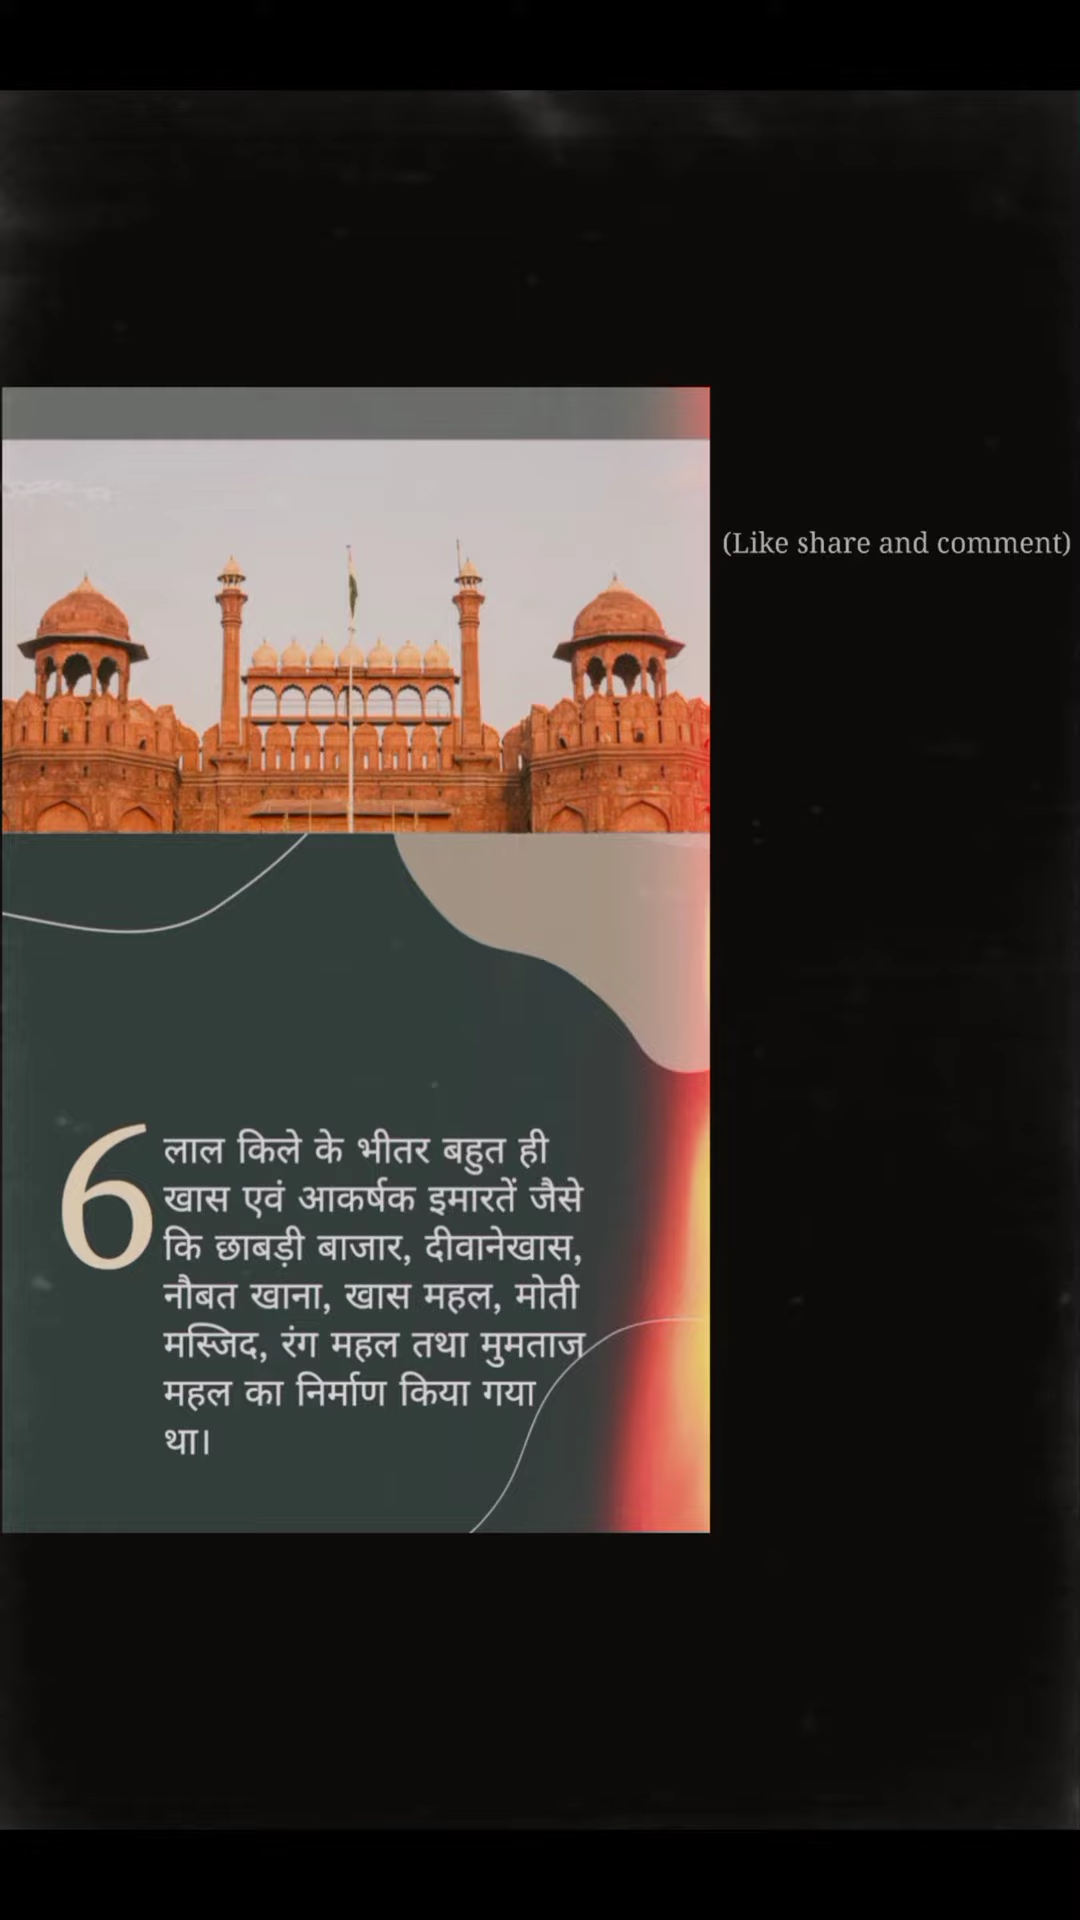 (Like share and comment)
6
लाल किले के भीतर बहुत ही
खास एवं आकर्षक इमारतें जैसे
कि छाबड़ी बाजार, दीवानेखास,
नौबत खाना, खास महल, मोती
मस्जिद, रंग महल तथा मुमताज
महल का निर्माण किया गया
था।